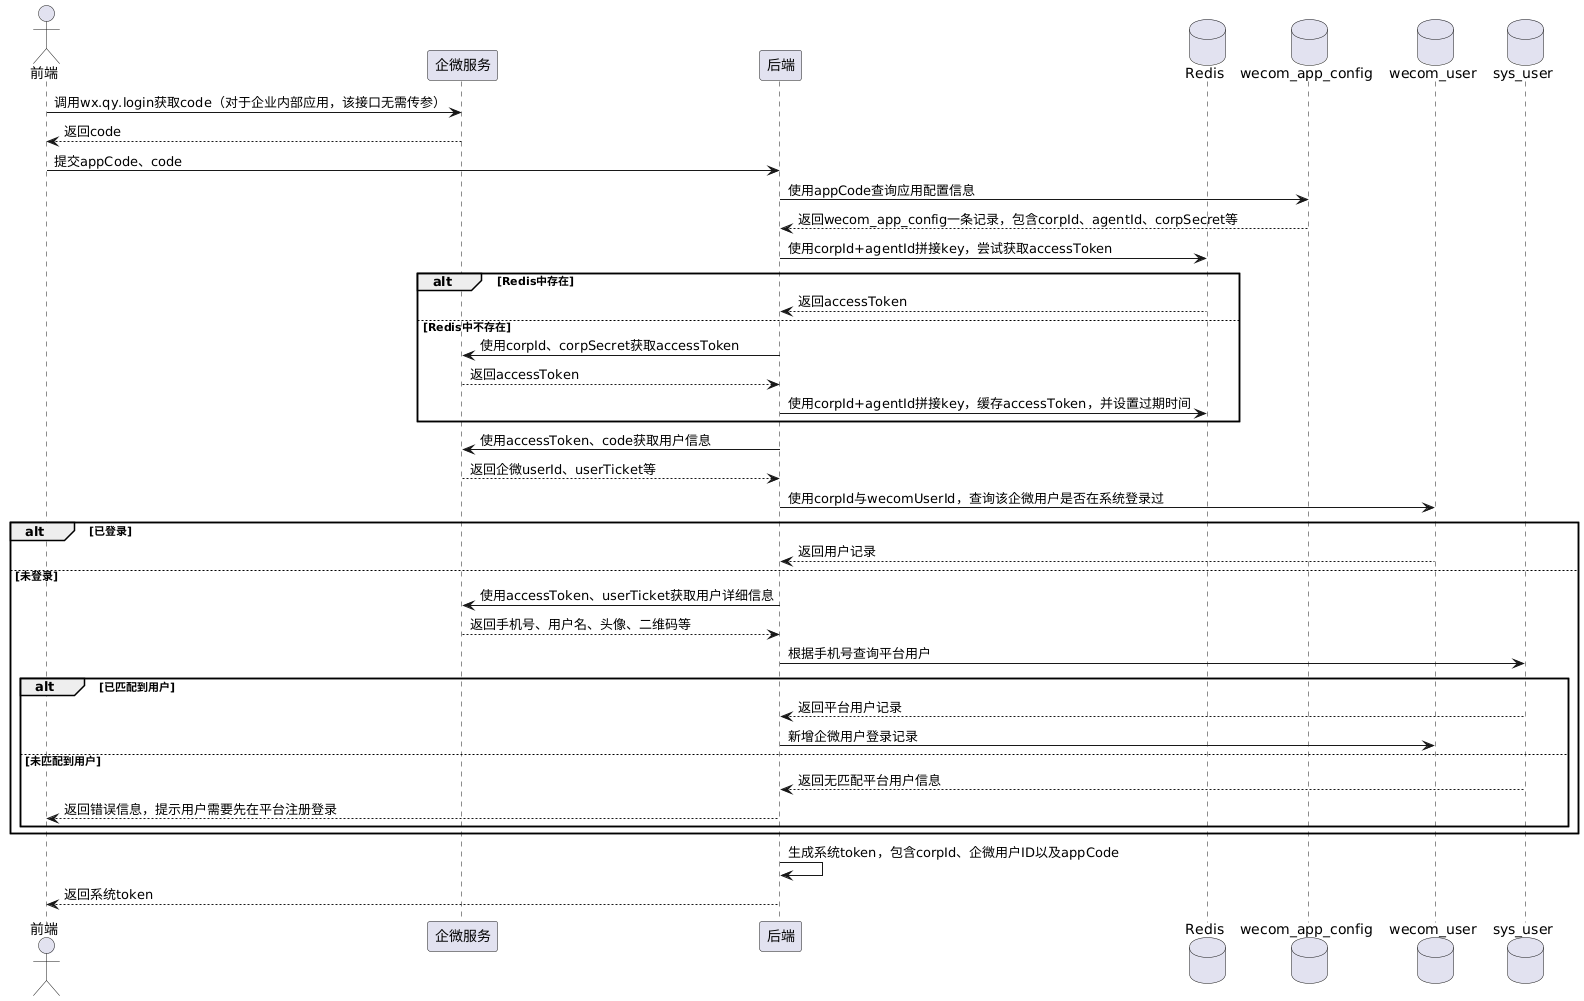 前端
企微服务
后端
Redis
wecom_app_config
wecom_user
sys_user
调用wx.qy.login获取code（对于企业内部应用，该接口无需传参）
返回code
提交appCode、code
使用appCode查询应用配置信息
返回wecom_app_config一条记录，包含corpId、agentId、corpSecret等
使用corpId+agentId拼接key，尝试获取accessToken
alt [Redis中存在]
返回accessToken
[Redis中不存在]
使用corpId、corpSecret获取accessToken
返回accessToken
使用corpId+agentId拼接key，缓存accessToken，并设置过期时间
使用accessToken、code获取用户信息
返回企微userId、userTicket等
使用corpId与wecomUserId，查询该企微用户是否在系统登录过
alt [已登录]
返回用户记录
[未登录]
使用accessToken、userTicket获取用户详细信息
返回手机号、用户名、头像、二维码等
根据手机号查询平台用户
alt [已匹配到用户]
返回平台用户记录
新增企微用户登录记录
[未匹配到用户]
返回无匹配平台用户信息
返回错误信息，提示用户需要先在平台注册登录
生成系统token，包含corpId、企微用户ID以及appCode
返回系统token
前端
企微服务
后端
Redis
wecom_app_config
wecom_user
sys_user